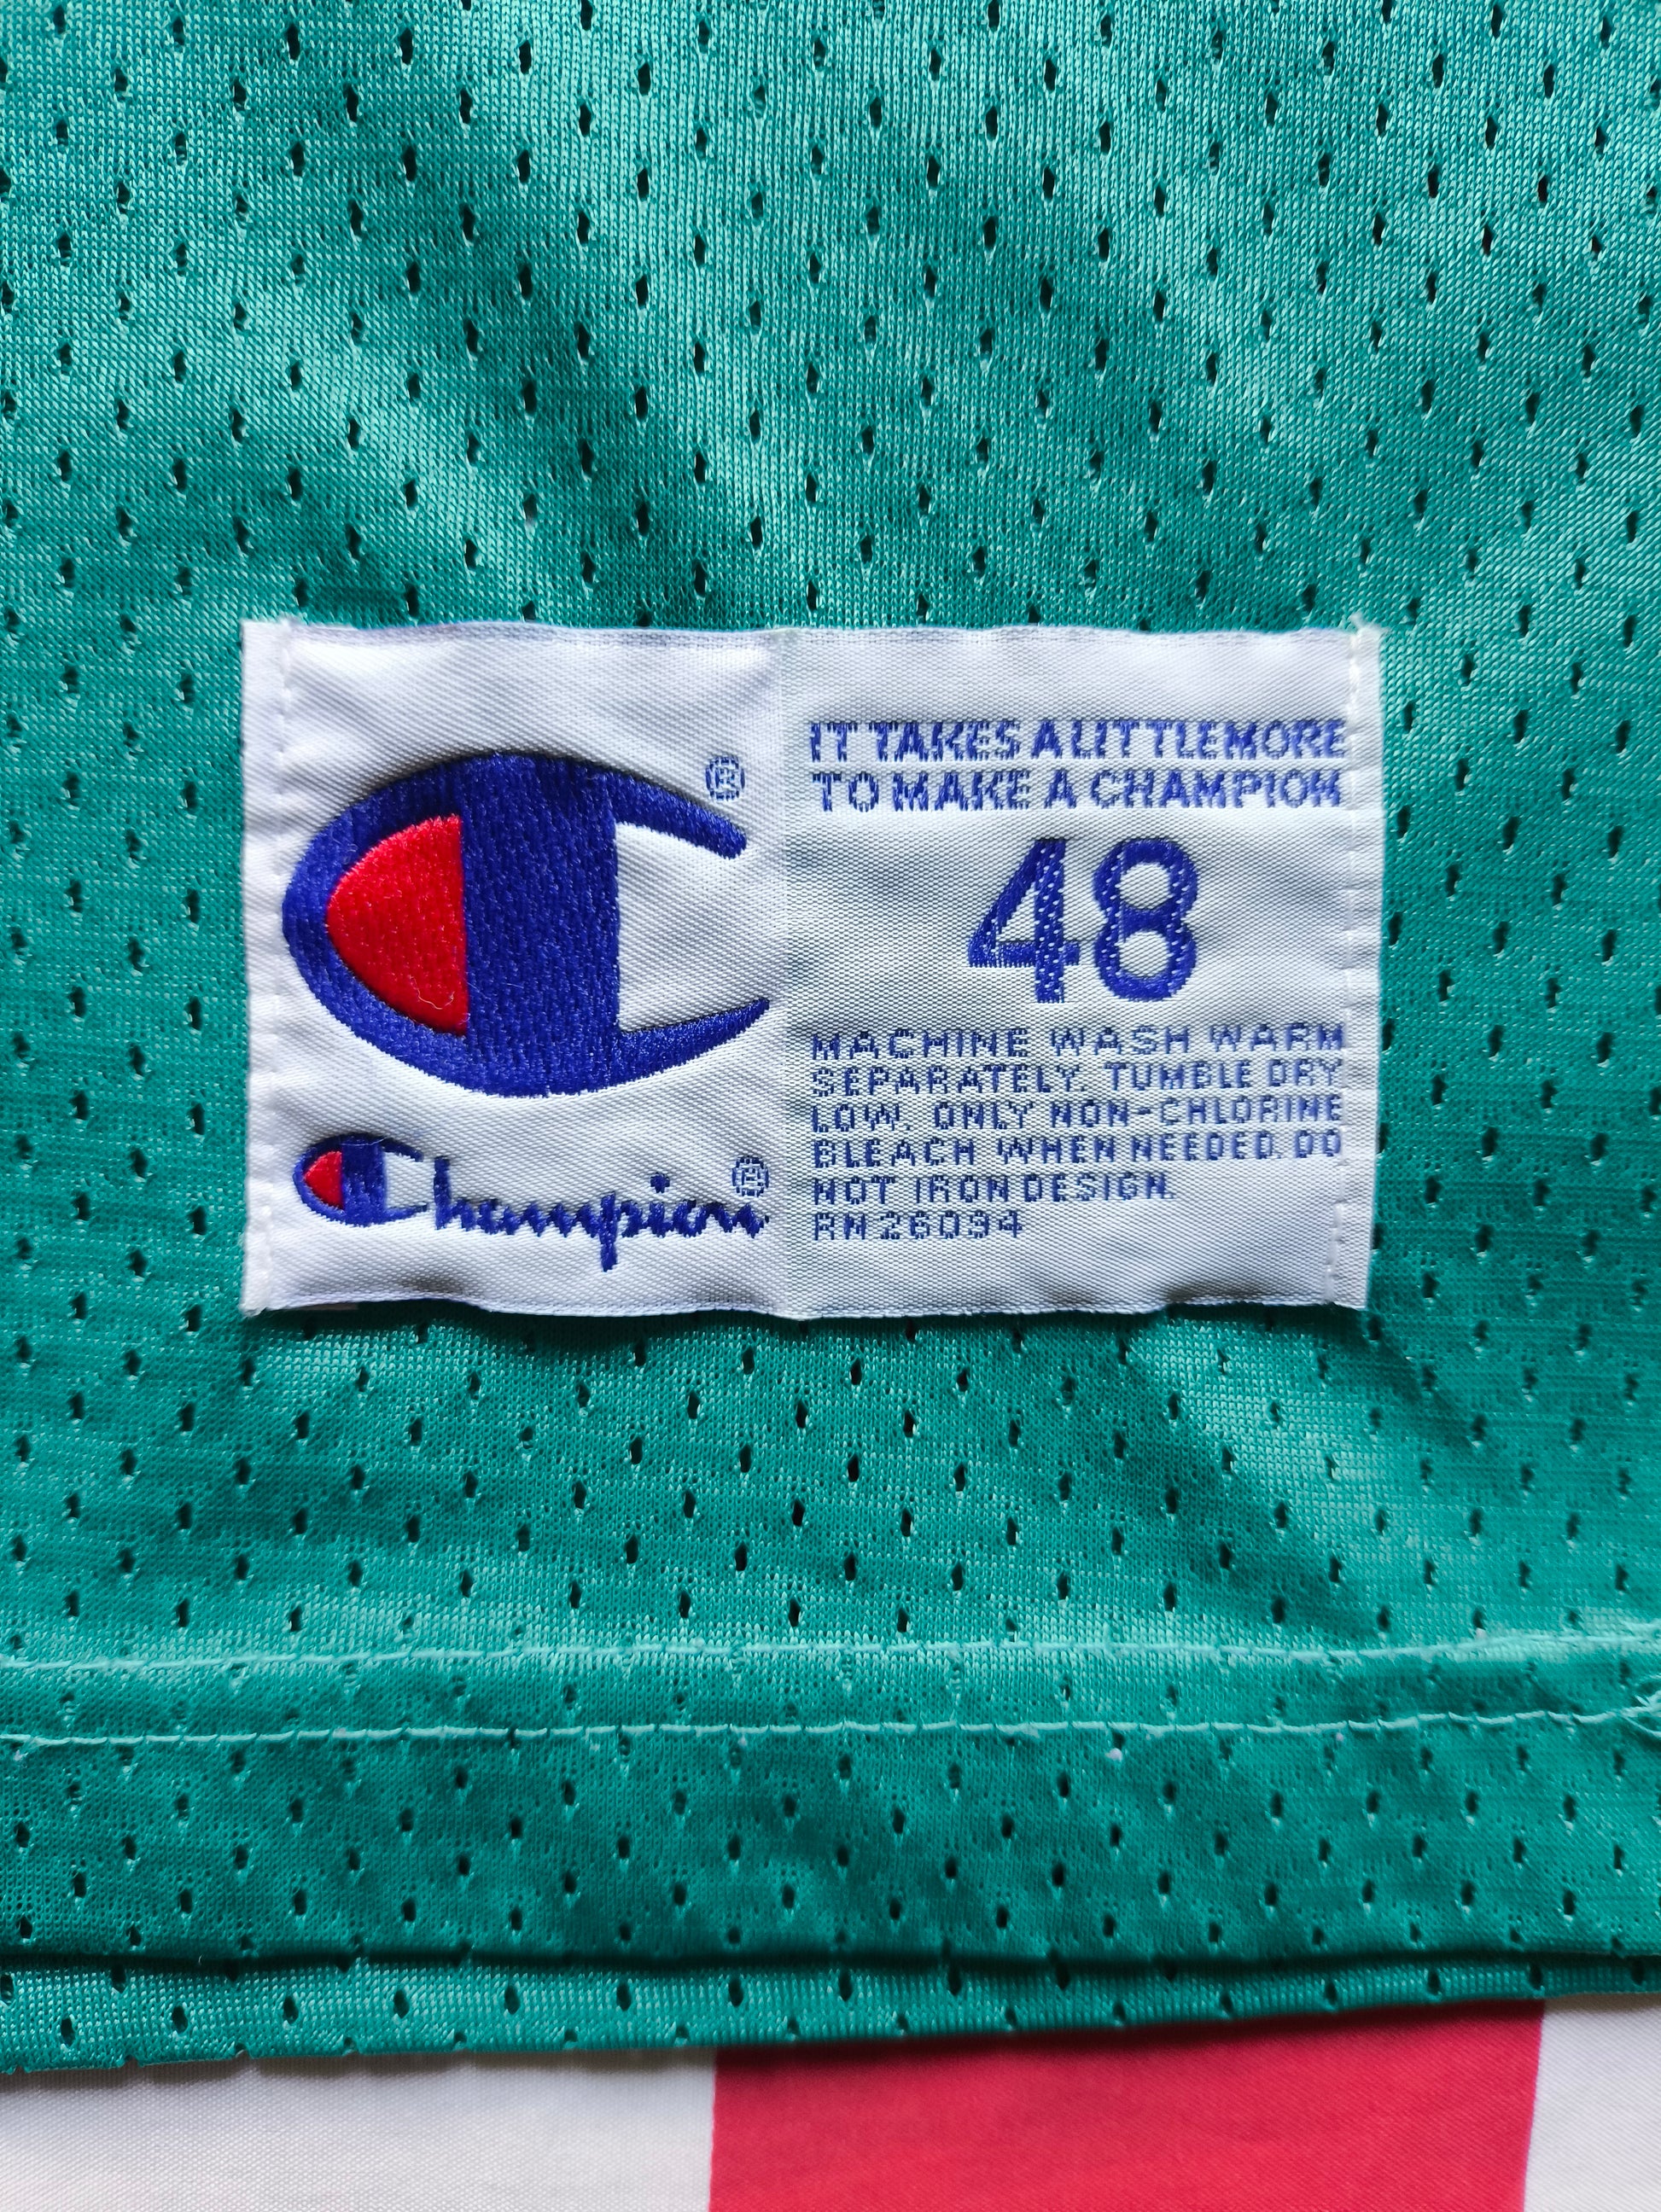 ®
IT TAKES A LITTLE MORE
TO MAKE A CHAMPION
48
MACHINE WASH WARM
SEPARATELY. TUMBLE DRY
LOW. ONLY NON-CHLORINE
BLEACH WHEN NEEDED. DO
NOT IRON DESIGN.
RN 26094
Champion®